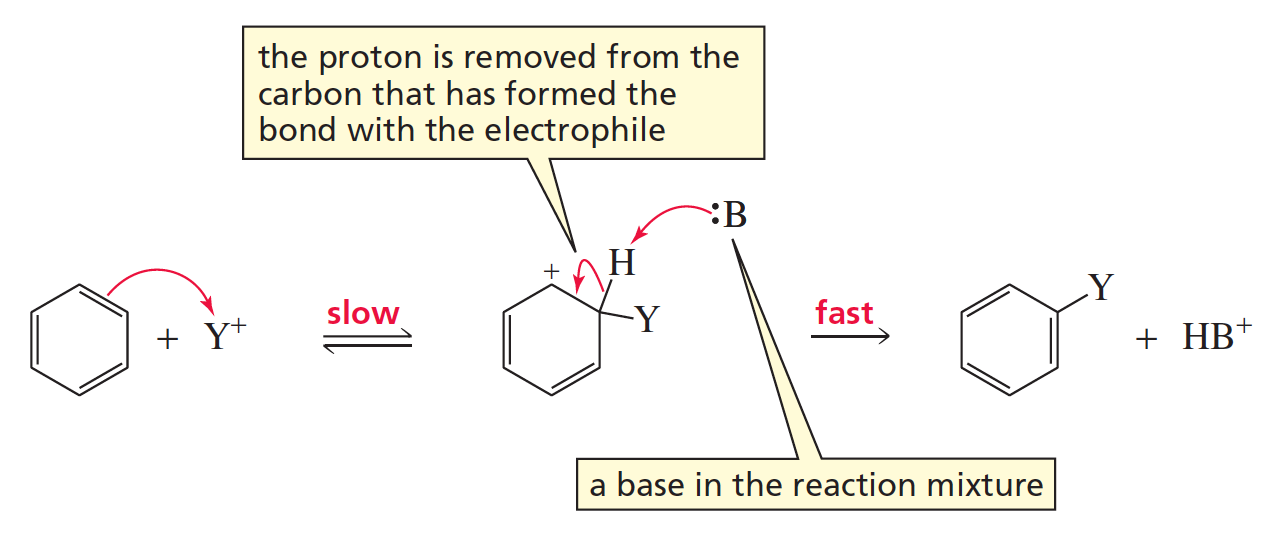 the proton is removed from the
carbon that has formed the
bond with the electrophile
:B
H
+
Y
+ Y+
slow
fast
Y
+ HB+
a base in the reaction mixture